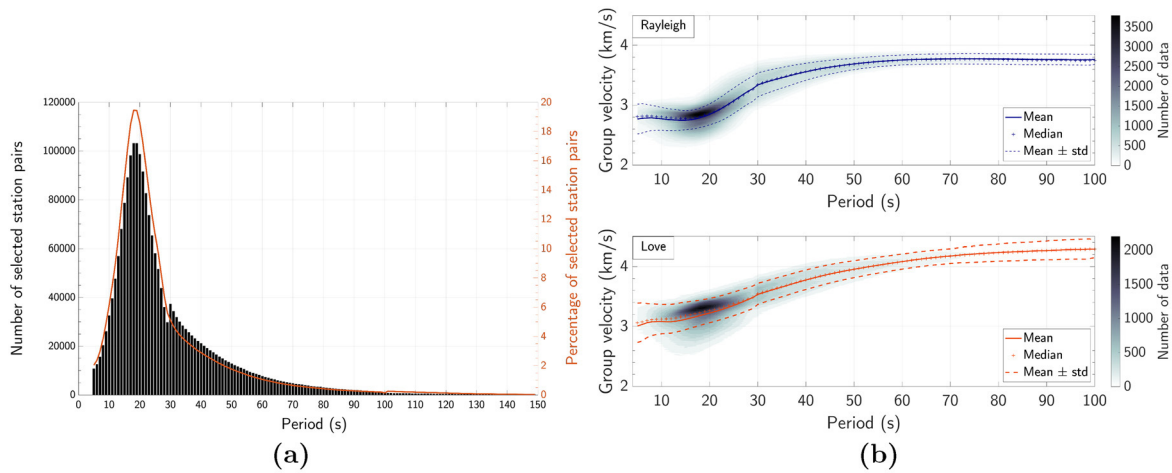 120000
100000
80000
60000
40000
20000
0
Number of selected station pairs
20
18
16
14
12
10
8
6
4
2
0
Percentage of selected station pairs
0 10 20 30 40 50 60 70 80 90 100 110 120 130 140 150
Period (s)
(a)
Rayleigh
4
3
2
Group velocity (km/s)
Mean
Median
Mean ± std
10 20 30 40 50 60 70 80 90 100
Period (s)
3500
3000
2500
2000
1500
1000
500
0
Number of data
Love
4
3
2
Group velocity (km/s)
Mean
Median
Mean ± std
10 20 30 40 50 60 70 80 90 100
Period (s)
2000
1500
1000
500
0
Number of data
(b)